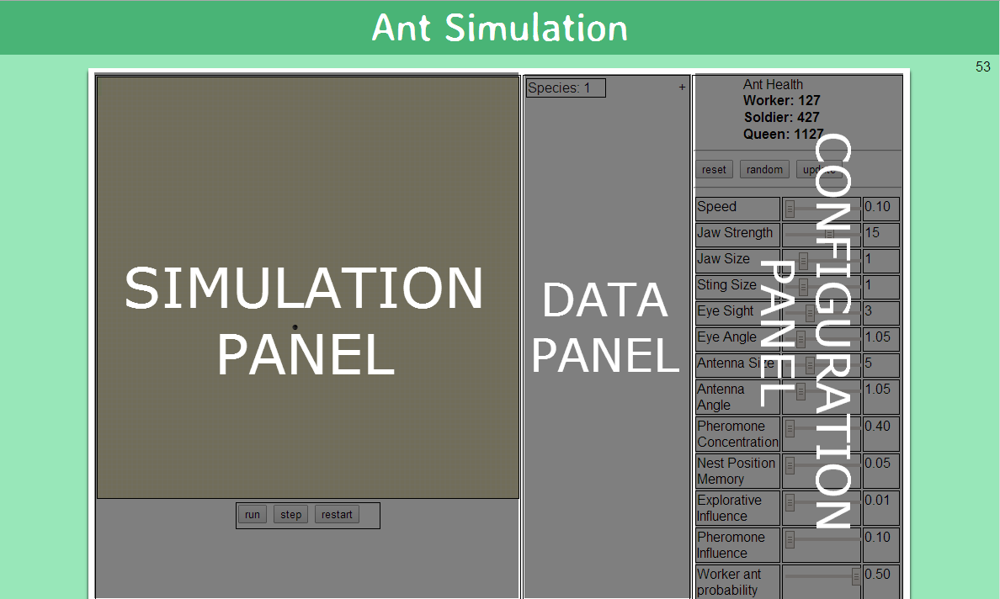 Ant Simulation
53
SIMULATION
PANEL
run step restart
Species: 1 +
DATA
PANEL
Ant Health
Worker: 127
Soldier: 427
Queen: 1127
reset random update
CONFIGURATION
PANEL
Speed 0.10
Jaw Strength 15
Jaw Size 1
Sting Size 1
Eye Sight 3
Eye Angle 1.05
Antenna Size 5
Antenna
Angle 1.05
Pheromone
Concentration 0.40
Nest Position
Memory 0.05
Explorative
Influence 0.01
Pheromone
Influence 0.10
Worker ant
probability 0.50